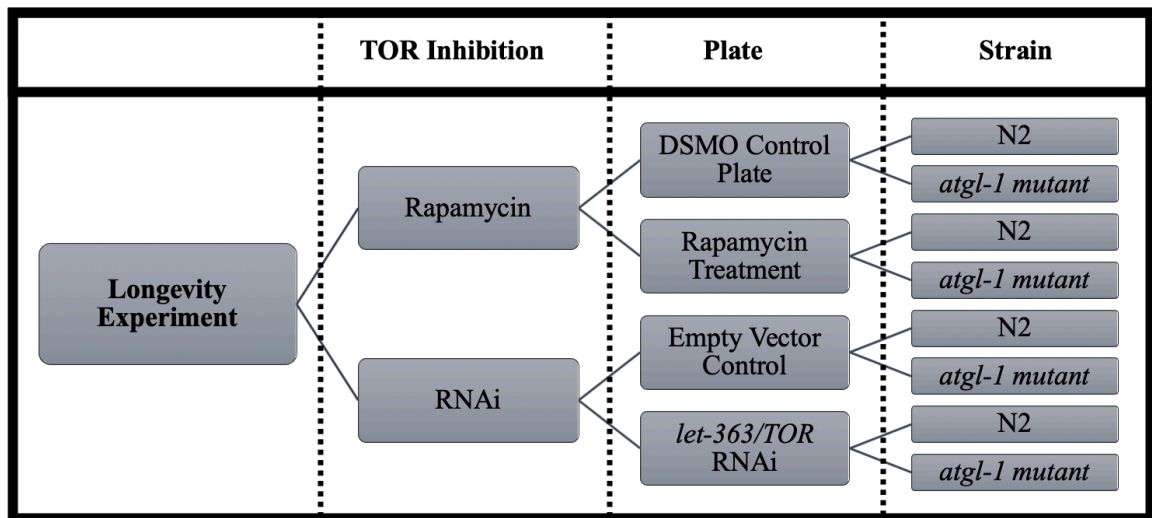 TOR Inhibition
Plate
Strain
Longevity
Experiment
Rapamycin
DSMO Control
Plate
N2
atgl-1 mutant
Rapamycin
Treatment
N2
atgl-1 mutant
RNAi
Empty Vector
Control
N2
atgl-1 mutant
let-363/TOR
RNAi
N2
atgl-1 mutant